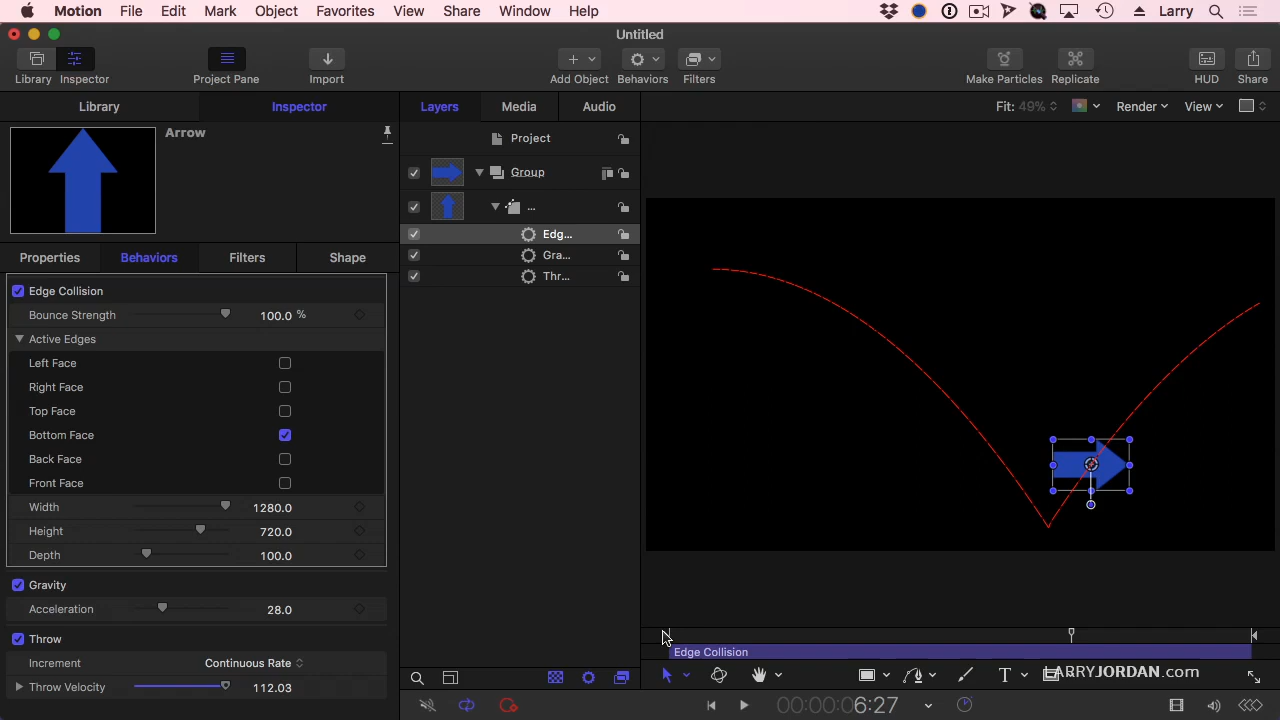 Motion File Edit Mark Object Favorites View Share Window Help Larry
Untitled
Library Inspector Project Pane Import Add Object Behaviors Filters Make Particles Replicate HUD Share
Library Inspector Layers Media Audio Fit: 49% Render View
Arrow
Project
Group
...
Edg...
Gra...
Thr...
Properties Behaviors Filters Shape
Edge Collision
Bounce Strength 100.0 %
Active Edges
Left Face
Right Face
Top Face
Bottom Face
Back Face
Front Face
Width 1280.0
Height 720.0
Depth 100.0
Gravity
Acceleration 28.0
Throw
Increment Continuous Rate
Throw Velocity 112.03
Edge Collision
T LARRYJORDAN.com
00:00:06:27